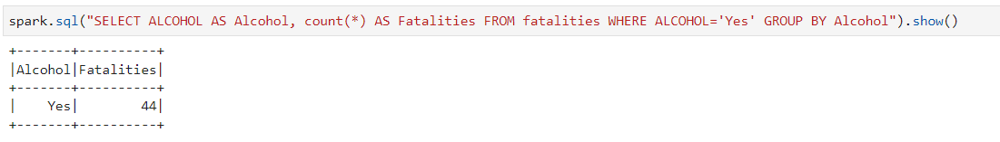 spark.sql("SELECT ALCOHOL AS Alcohol, count(*) AS Fatalities FROM fatalities WHERE ALCOHOL='Yes' GROUP BY Alcohol").show()
+-------+----------+
|Alcohol|Fatalities|
+-------+----------+
|    Yes|        44|
+-------+----------+